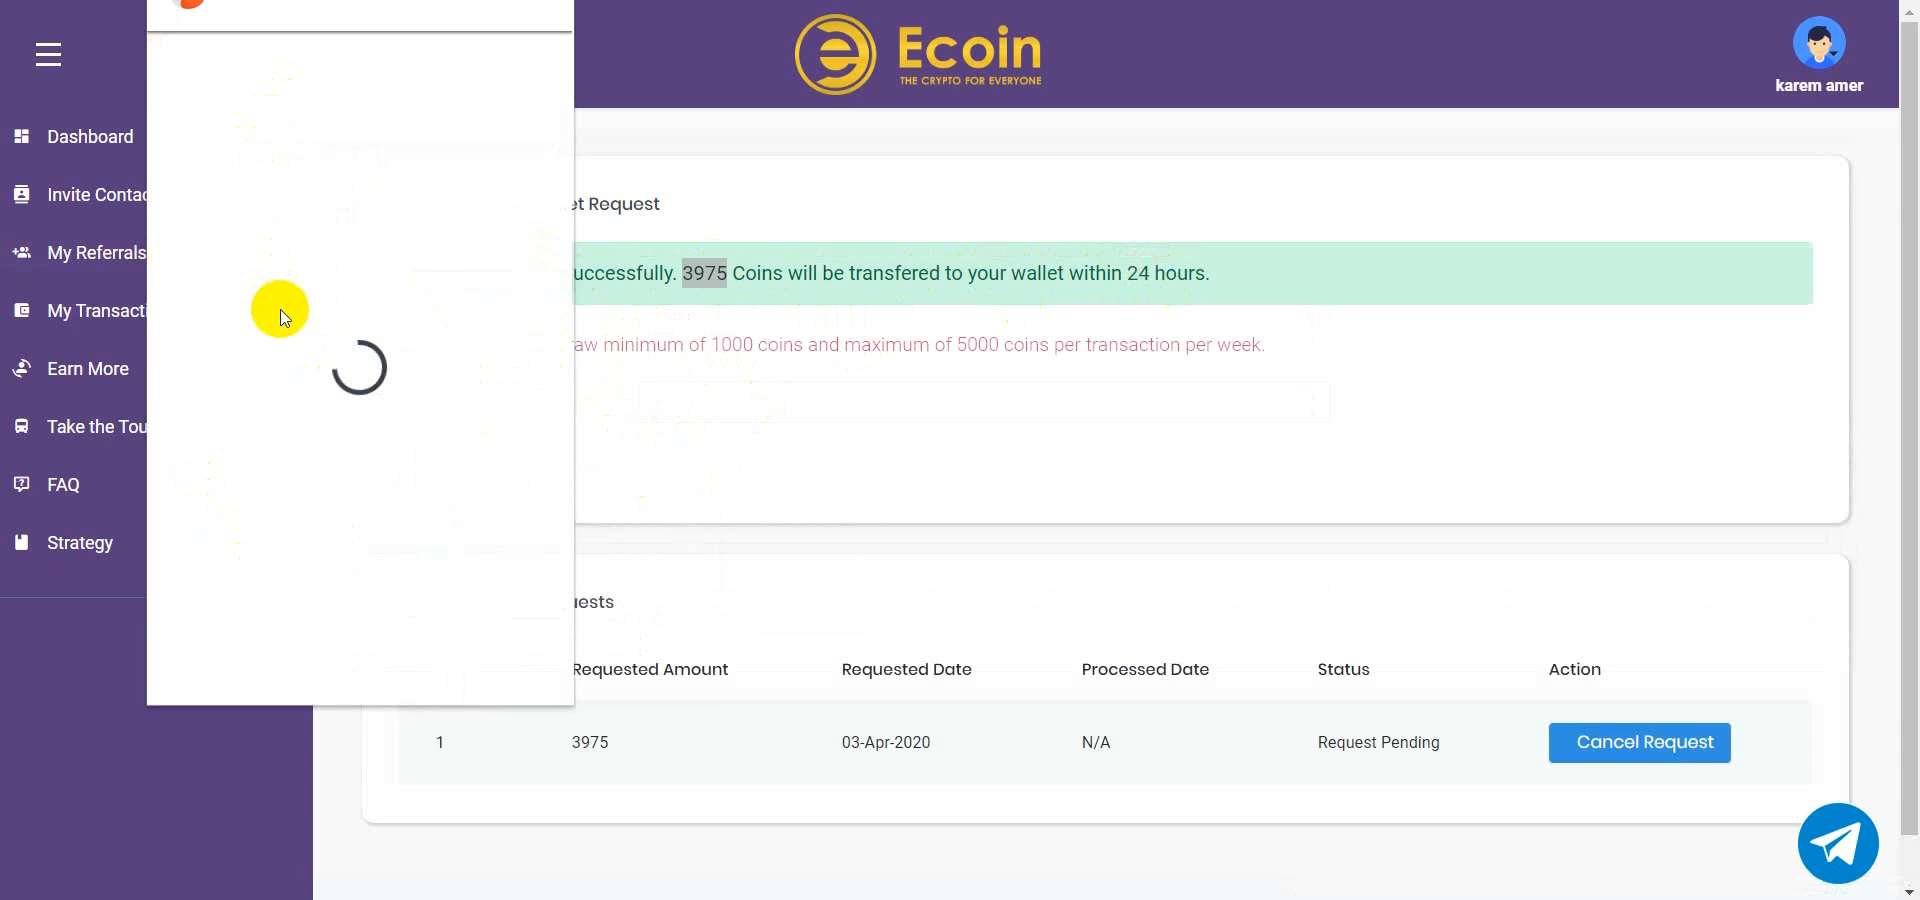 Ecoin
THE CRYPTO FOR EVERYONE
karem amer
Dashboard
Invite Contac
My Referrals
My Transacti
Earn More
Take the Tou
FAQ
Strategy
et Request
uccessfully. 3975 Coins will be transfered to your wallet within 24 hours.
aw minimum of 1000 coins and maximum of 5000 coins per transaction per week.
uests
Requested Amount Requested Date Processed Date Status Action
1 3975 03-Apr-2020 N/A Request Pending Cancel Request